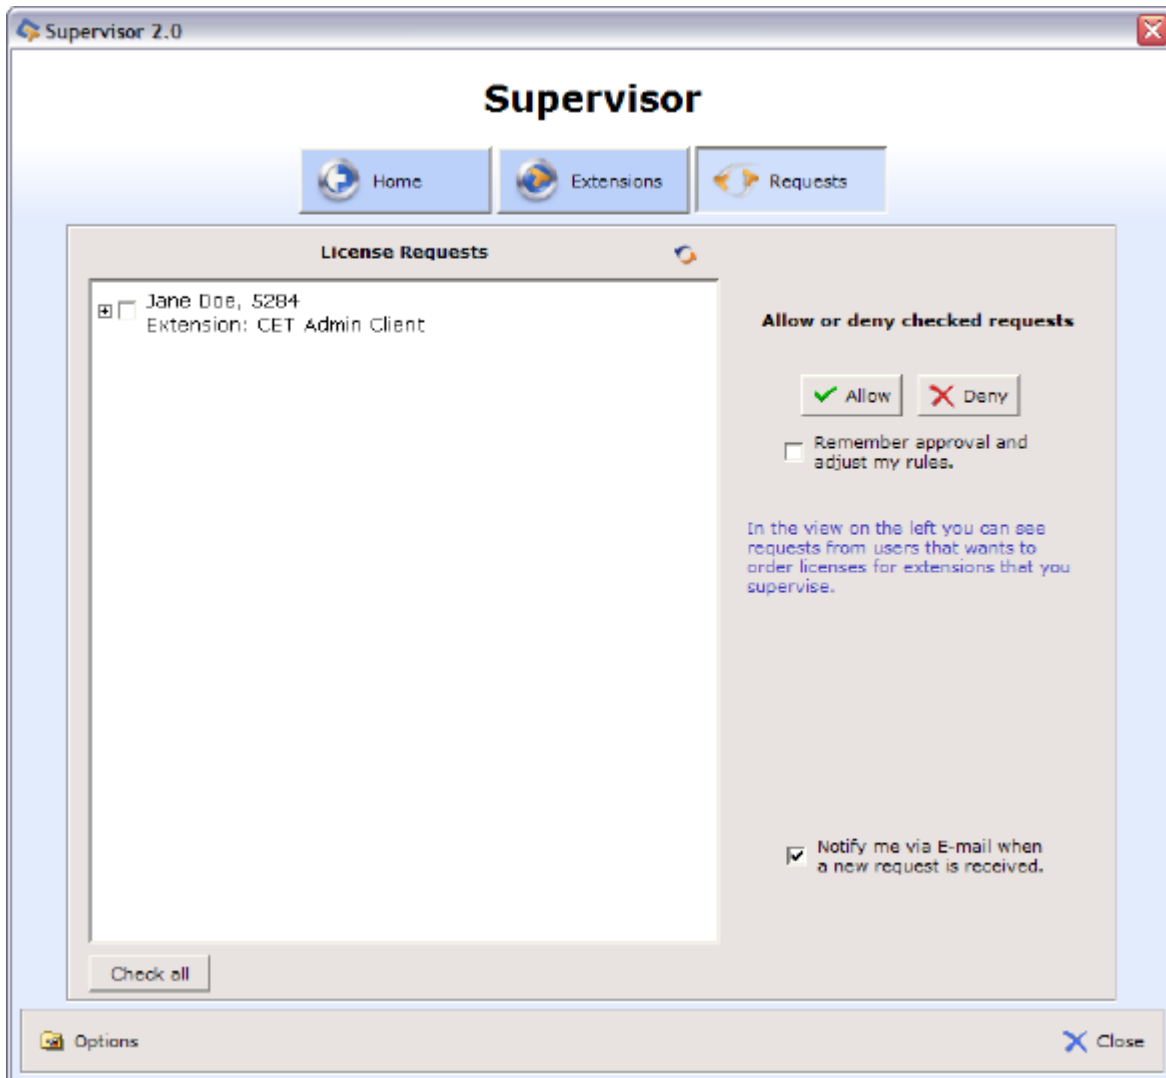 Supervisor 2.0
Supervisor
Home
Extensions
Requests
License Requests
Jane Doe, 5284
Extension: CET Admin Client
Allow or deny checked requests
Allow
Deny
Remember approval and
adjust my rules.
In the view on the left you can see
requests from users that wants to
order licenses for extensions that you
supervise.
Notify me via E-mail when
a new request is received.
Check all
Options
Close